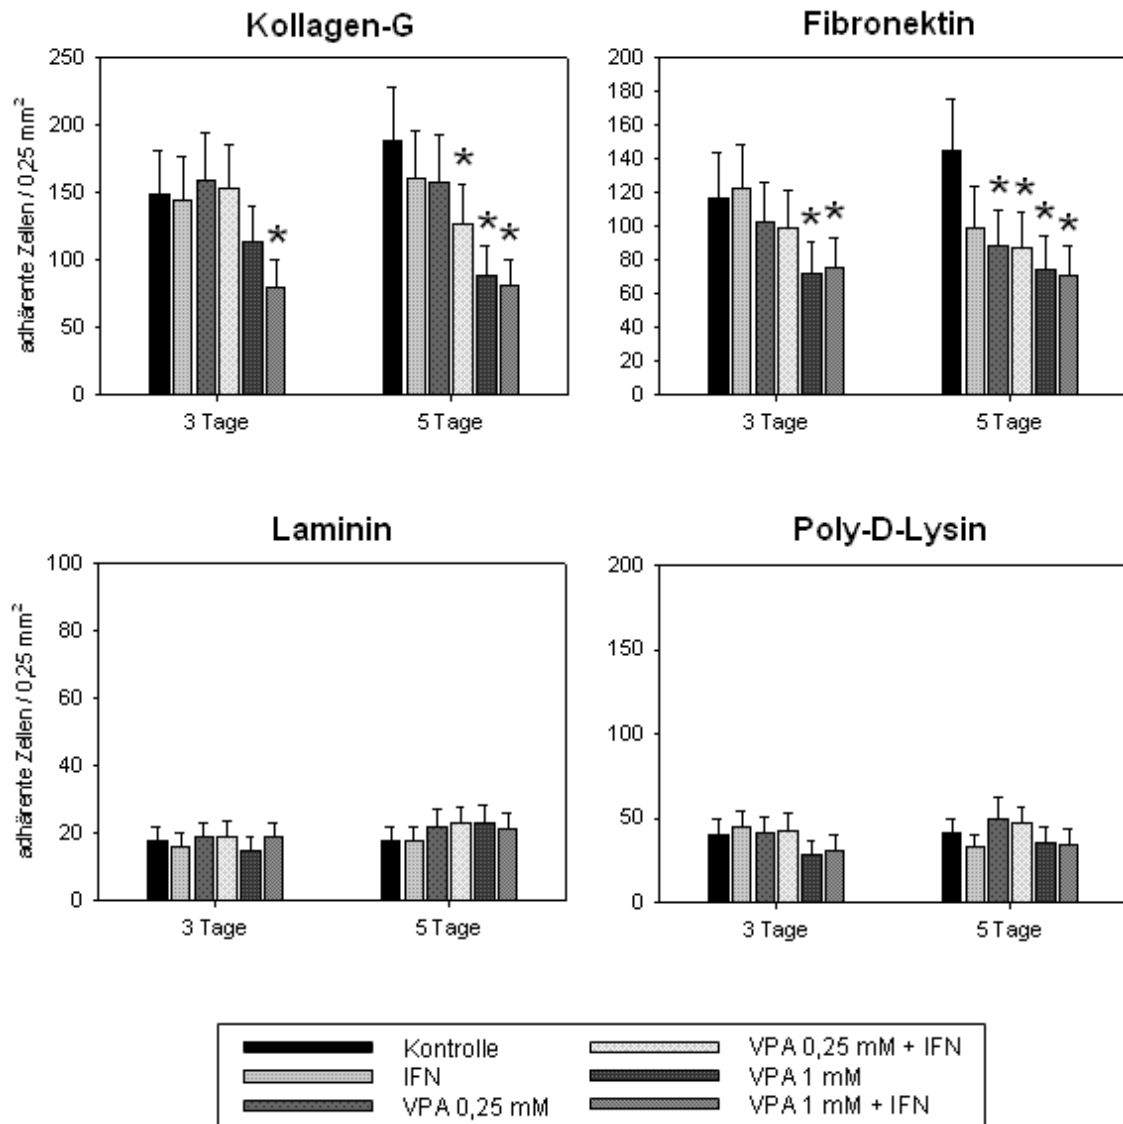 Kollagen-G
adhärente Zellen / 0,25 mm²
250
200
150
100
50
0
*
*
*
*
3 Tage
5 Tage
Fibronektin
200
180
160
140
120
100
80
60
40
20
0
*
*
*
*
*
*
3 Tage
5 Tage
Laminin
adhärente Zellen / 0,25 mm²
100
80
60
40
20
0
3 Tage
5 Tage
Poly-D-Lysin
200
150
100
50
0
3 Tage
5 Tage
Kontrolle
IFN
VPA 0,25 mM
VPA 0,25 mM + IFN
VPA 1 mM
VPA 1 mM + IFN